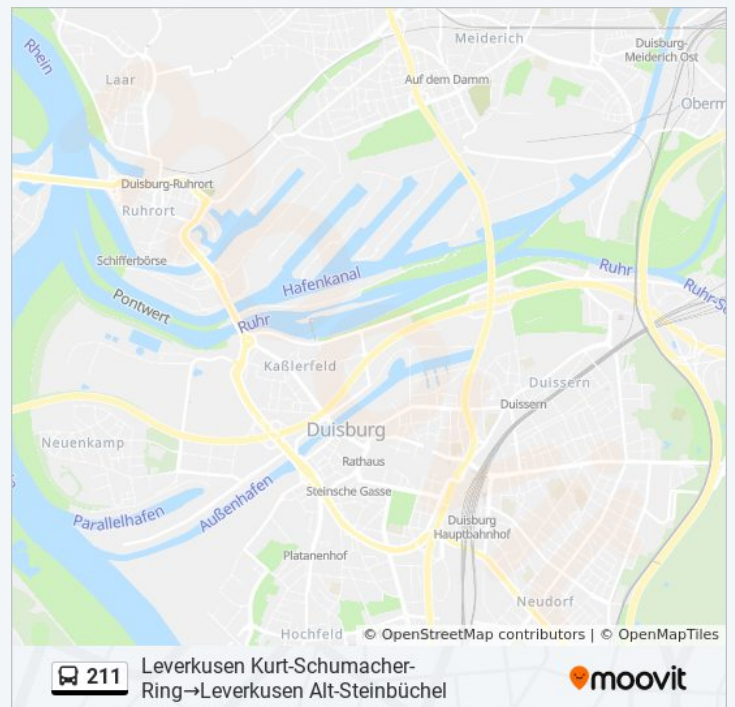 Rhein
Laar
Meiderich
Duisburg-
Meiderich Ost
Auf dem Damm
Duisburg-Ruhrort
Ruhrort
Schifferbörse
Hafenkanal
Pontwert
Ruhr
Ruhr
Kaßlerfeld
Duissern
Duissern
Duisburg
Neuenkamp
Rathaus
Steinsche Gasse
Außenhafen
Parallelhafen
Duisburg
Hauptbahnhof
Platanenhof
Neudorf
Hochfeld
© OpenStreetMap contributors | © OpenMapTiles
211
Leverkusen Kurt-Schumacher-
Ring→Leverkusen Alt-Steinbüchel
moovit